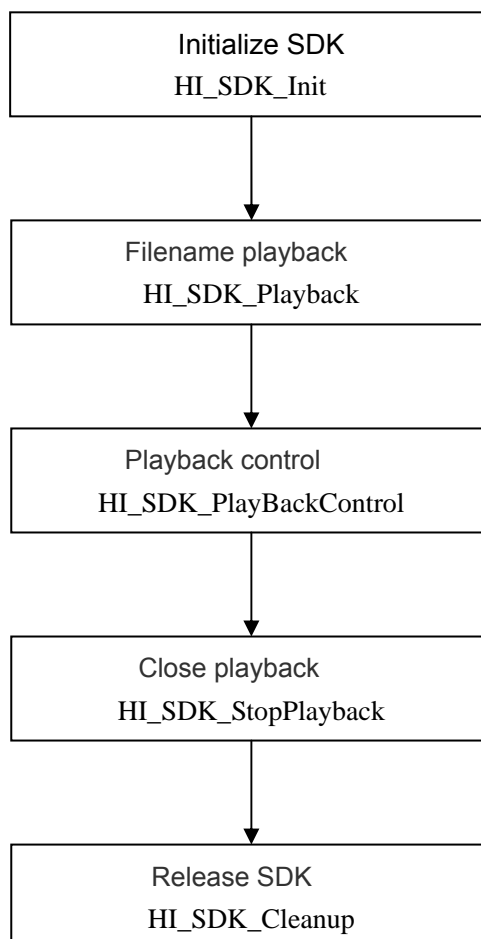 Initialize SDK
HI_SDK_Init
Filename playback
HI_SDK_Playback
Playback control
HI_SDK_PlayBackControl
Close playback
HI_SDK_StopPlayback
Release SDK
HI_SDK_Cleanup